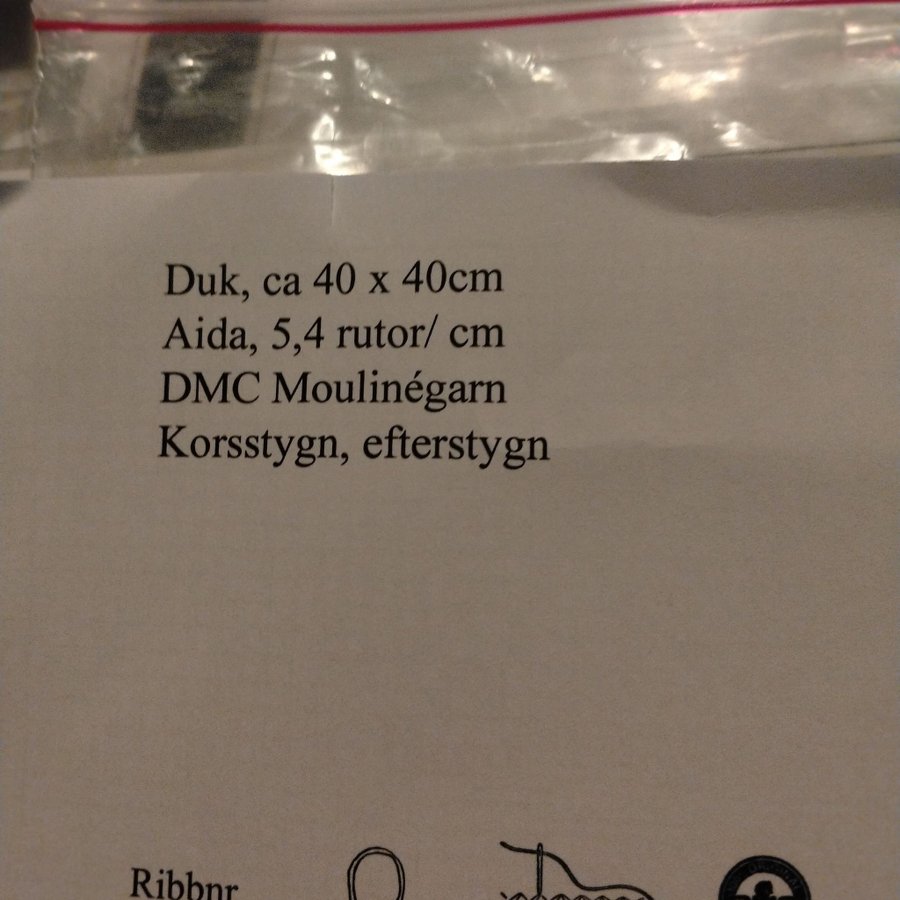 Duk, ca 40 x 40cm
Aida, 5,4 rutor/ cm
DMC Moulinégarn
Korsstygn, efterstygn
Ribbnr